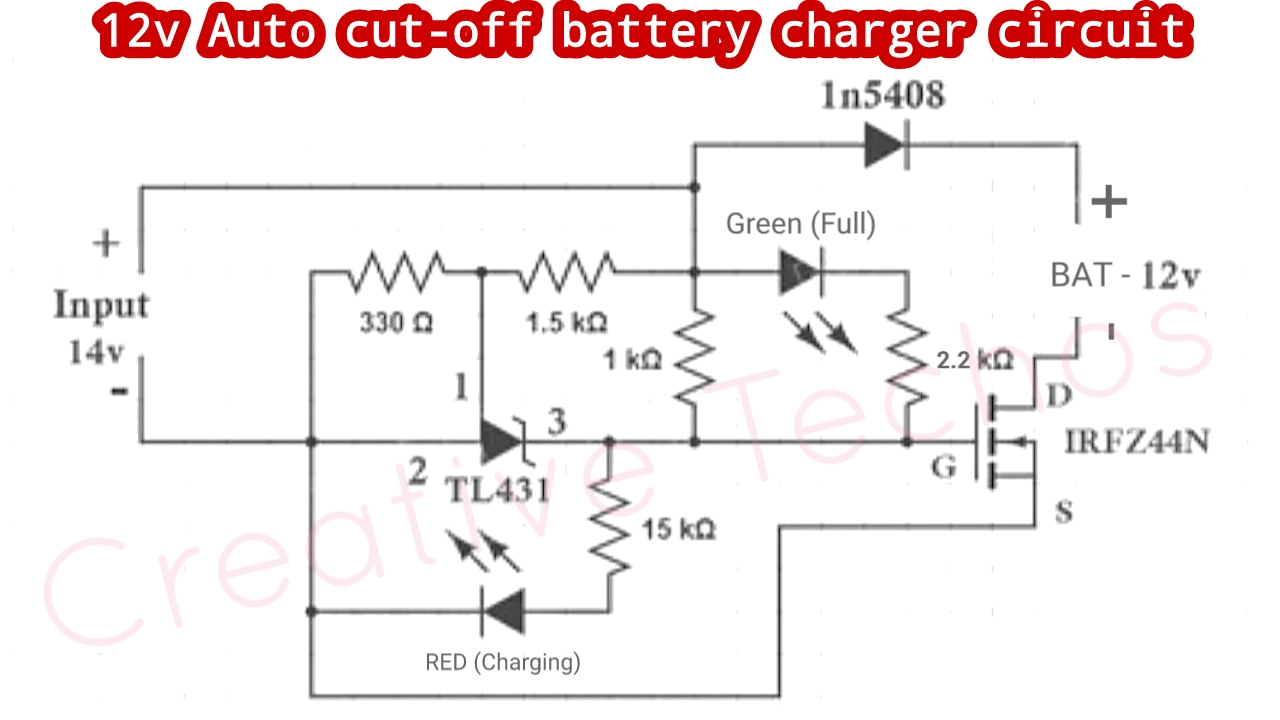 12v Auto cut-off battery charger circuit
1n5408
+
Green (Full)
+
Input
14v
-
BAT - 12v
-
330 Ω
1.5 kΩ
1 kΩ
2.2 kΩ
1
3
2
TL431
D
IRFZ44N
G
S
15 kΩ
RED (Charging)
Creative Techos